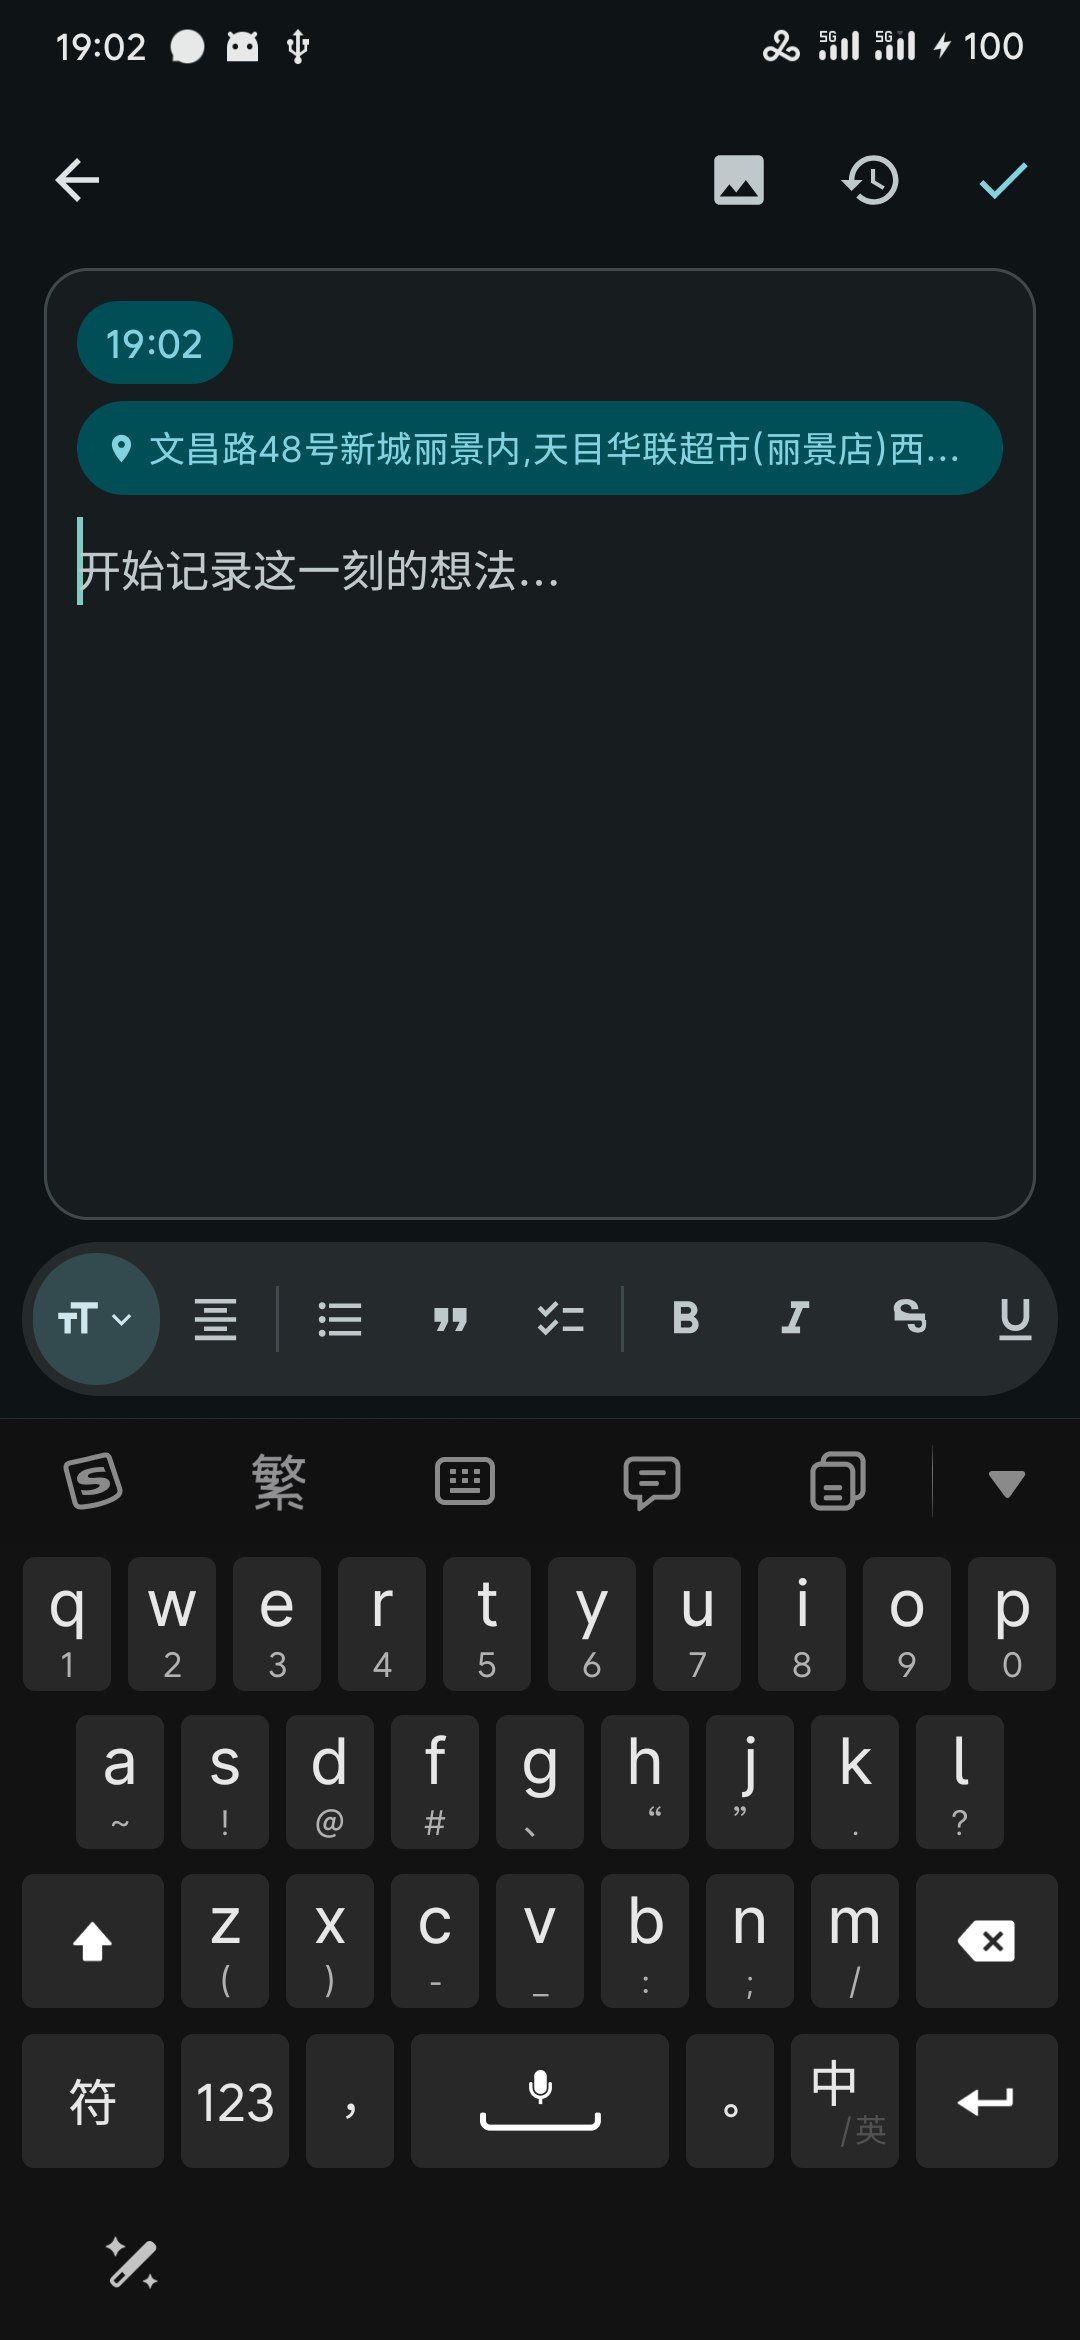 19:02
5G 5G 100
19:02
文昌路48号新城丽景内,天目华联超市(丽景店)西...
开始记录这一刻的想法...
B I S U
繁
q w e r t y u i o p
1 2 3 4 5 6 7 8 9 0
a s d f g h j k l
~ ! @ # 、 “ ” . ?
z x c v b n m
( ) - _ : ; /
符 123 ， 。 中/英